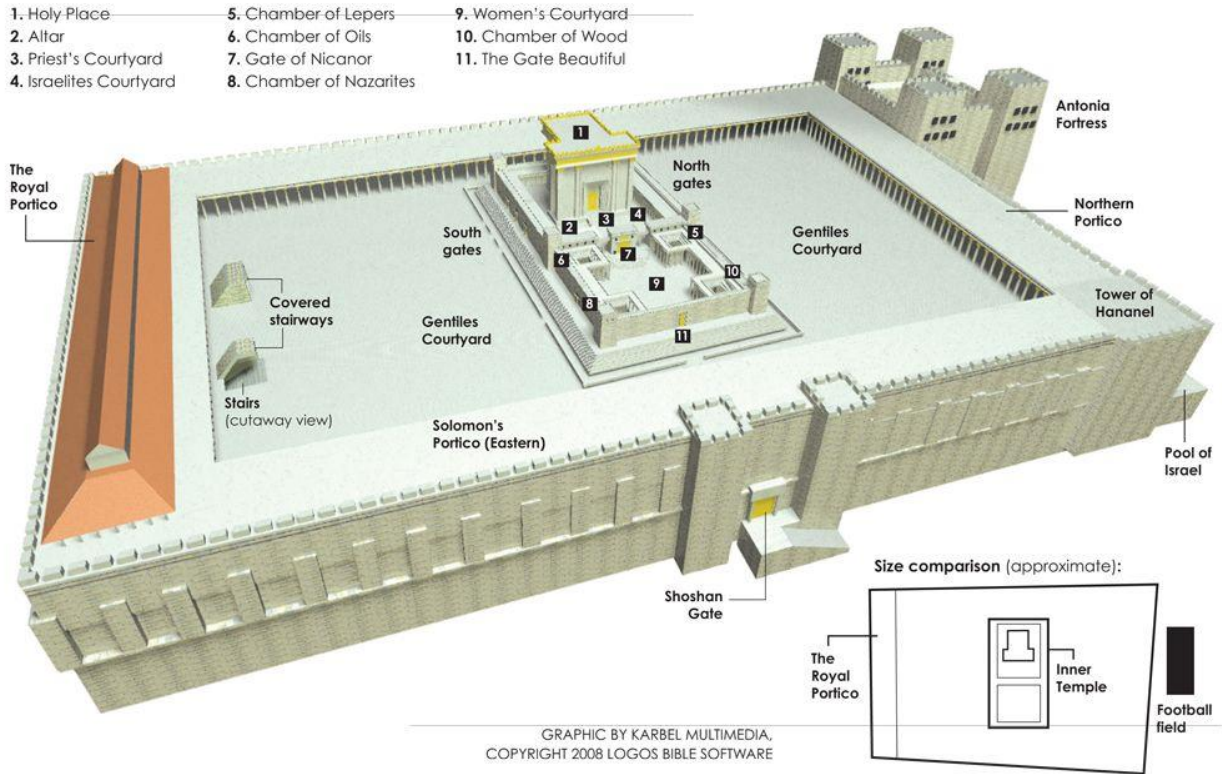 1. Holy Place
2. Altar
3. Priest's Courtyard
4. Israelites Courtyard
5. Chamber of Lepers
6. Chamber of Oils
7. Gate of Nicanor
8. Chamber of Nazarites
9. Women's Courtyard
10. Chamber of Wood
11. The Gate Beautiful
Antonia
Fortress
The
Royal
Portico
1
North
gates
Northern
Portico
2
3
4
5
South
gates
6
7
Gentiles
Courtyard
9
10
8
11
Covered
stairways
Gentiles
Courtyard
Tower of
Hananel
Stairs
(cutaway view)
Solomon's
Portico (Eastern)
Pool of
Israel
Shoshan
Gate
Size comparison (approximate):
The
Royal
Portico
Inner
Temple
Football
field
GRAPHIC BY KARBEL MULTIMEDIA,
COPYRIGHT 2008 LOGOS BIBLE SOFTWARE